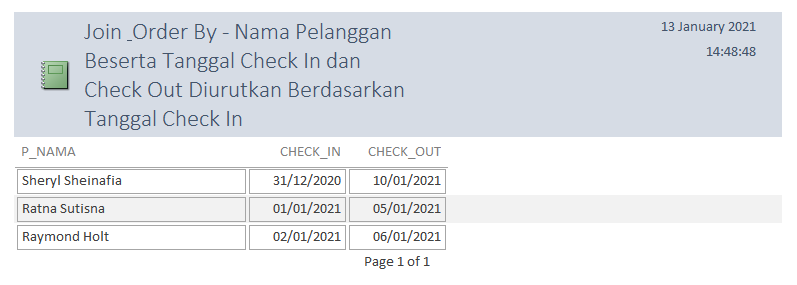 Join _Order By - Nama Pelanggan
Beserta Tanggal Check In dan
Check Out Diurutkan Berdasarkan
Tanggal Check In
13 January 2021
14:48:48
P_NAMA CHECK_IN CHECK_OUT
Sheryl Sheinafia 31/12/2020 10/01/2021
Ratna Sutisna 01/01/2021 05/01/2021
Raymond Holt 02/01/2021 06/01/2021
Page 1 of 1